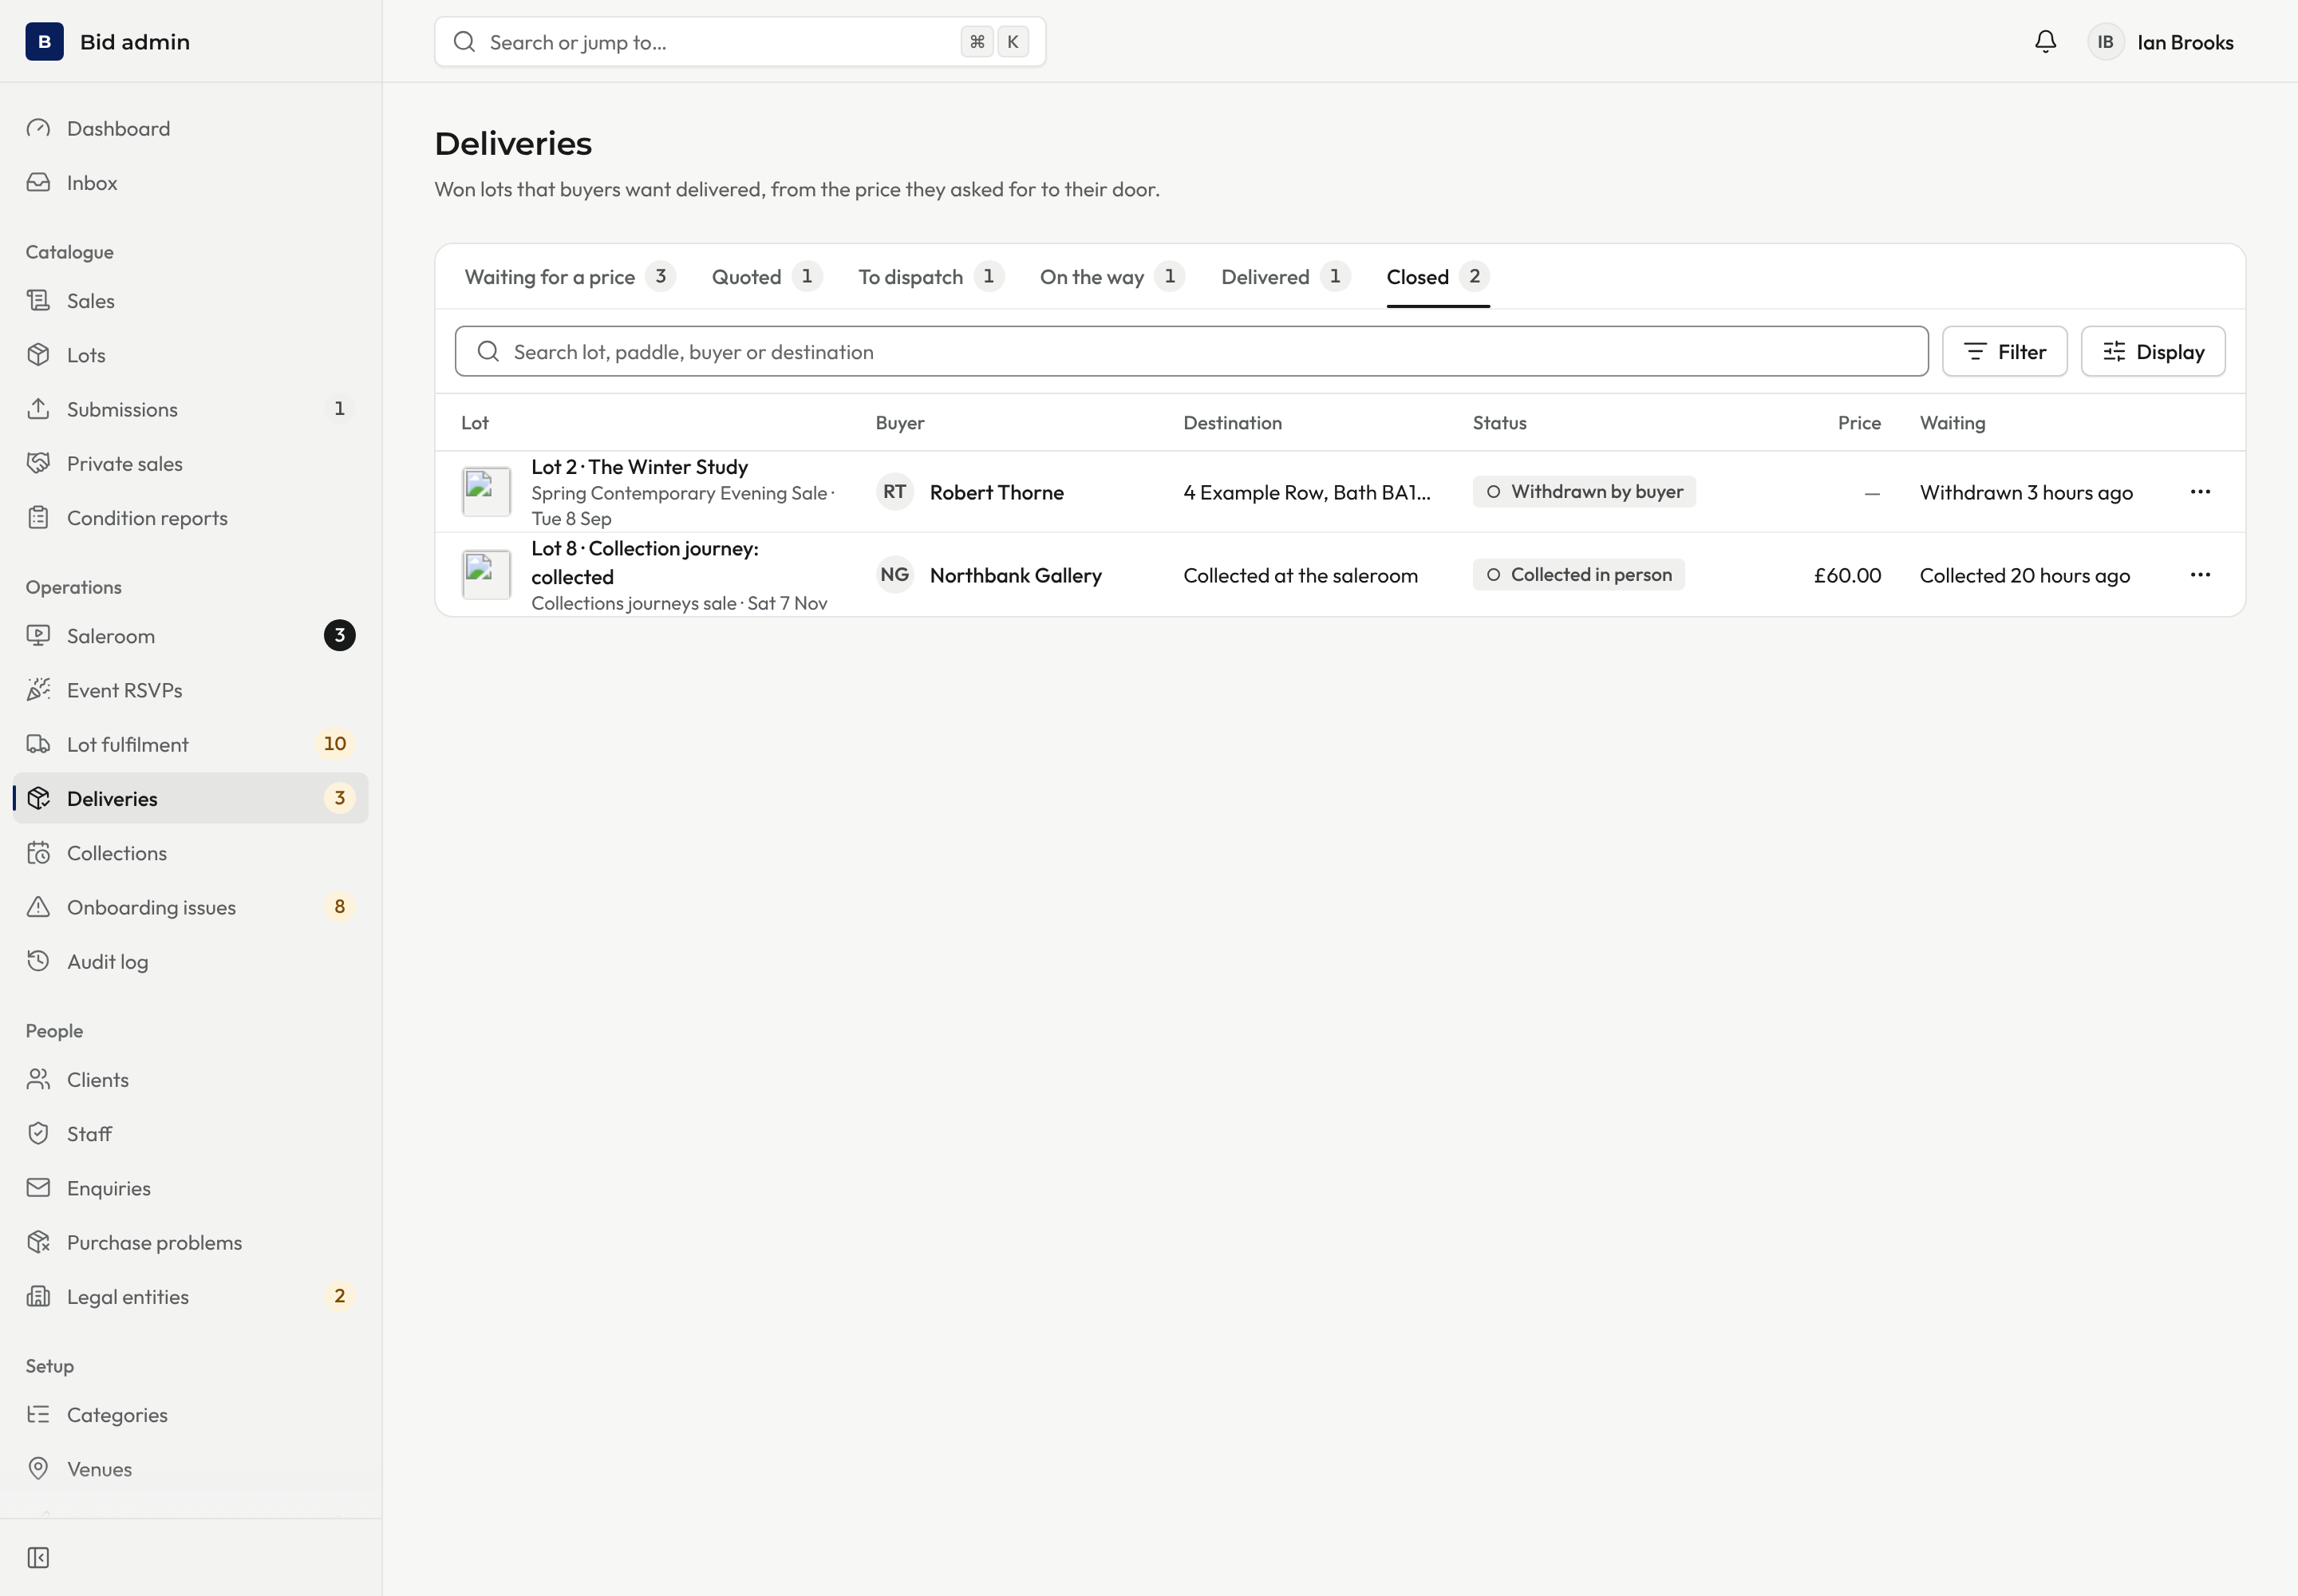 B Bid admin
Search or jump to... ⌘ K
IB Ian Brooks
Dashboard
Inbox
Catalogue
Sales
Lots
Submissions 1
Private sales
Condition reports
Operations
Saleroom 3
Event RSVPs
Lot fulfilment 10
Deliveries 3
Collections
Onboarding issues 8
Audit log
People
Clients
Staff
Enquiries
Purchase problems
Legal entities 2
Setup
Categories
Venues
Deliveries
Won lots that buyers want delivered, from the price they asked for to their door.
Waiting for a price 3 Quoted 1 To dispatch 1 On the way 1 Delivered 1 Closed 2
Search lot, paddle, buyer or destination Filter Display
Lot Buyer Destination Status Price Waiting
Lot 2 · The Winter Study
Spring Contemporary Evening Sale ·
Tue 8 Sep
RT Robert Thorne 4 Example Row, Bath BA1... Withdrawn by buyer — Withdrawn 3 hours ago
Lot 8 · Collection journey:
collected
Collections journeys sale · Sat 7 Nov
NG Northbank Gallery Collected at the saleroom Collected in person £60.00 Collected 20 hours ago